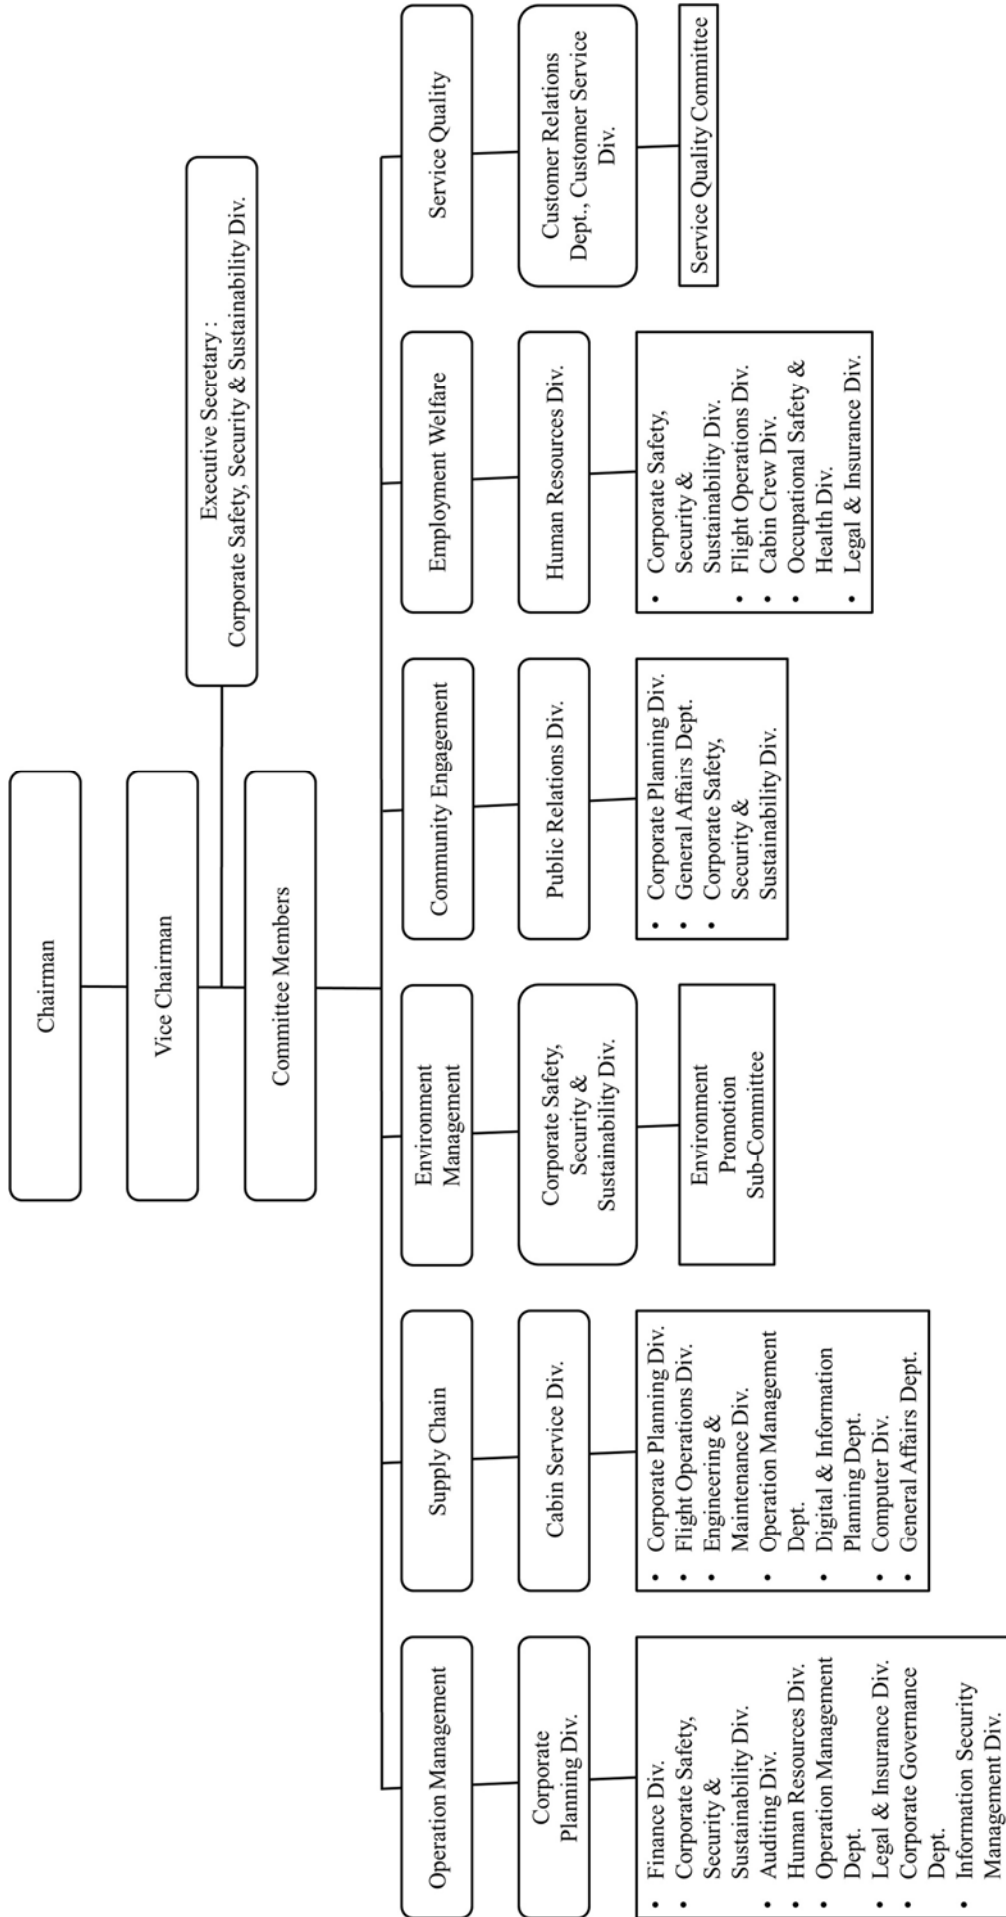 Chairman
Vice Chairman
Executive Secretary :
Corporate Safety, Security & Sustainability Div.
Committee Members
Operation Management
Corporate
Planning Div.
• Finance Div.
• Corporate Safety,
Security &
Sustainability Div.
• Auditing Div.
• Human Resources Div.
• Operation Management
Dept.
• Legal & Insurance Div.
• Corporate Governance
Dept.
• Information Security
Management Div.
Supply Chain
Cabin Service Div.
• Corporate Planning Div.
• Flight Operations Div.
• Engineering &
Maintenance Div.
• Operation Management
Dept.
• Digital & Information
Planning Dept.
• Computer Div.
• General Affairs Dept.
Environment
Management
Corporate Safety,
Security &
Sustainability Div.
Environment
Promotion
Sub-Committee
Community Engagement
Public Relations Div.
• Corporate Planning Div.
• General Affairs Dept.
• Corporate Safety,
Security &
Sustainability Div.
Employment Welfare
Human Resources Div.
• Corporate Safety,
Security &
Sustainability Div.
• Flight Operations Div.
• Cabin Crew Div.
• Occupational Safety &
Health Div.
• Legal & Insurance Div.
Service Quality
Customer Relations
Dept., Customer Service
Div.
Service Quality Committee